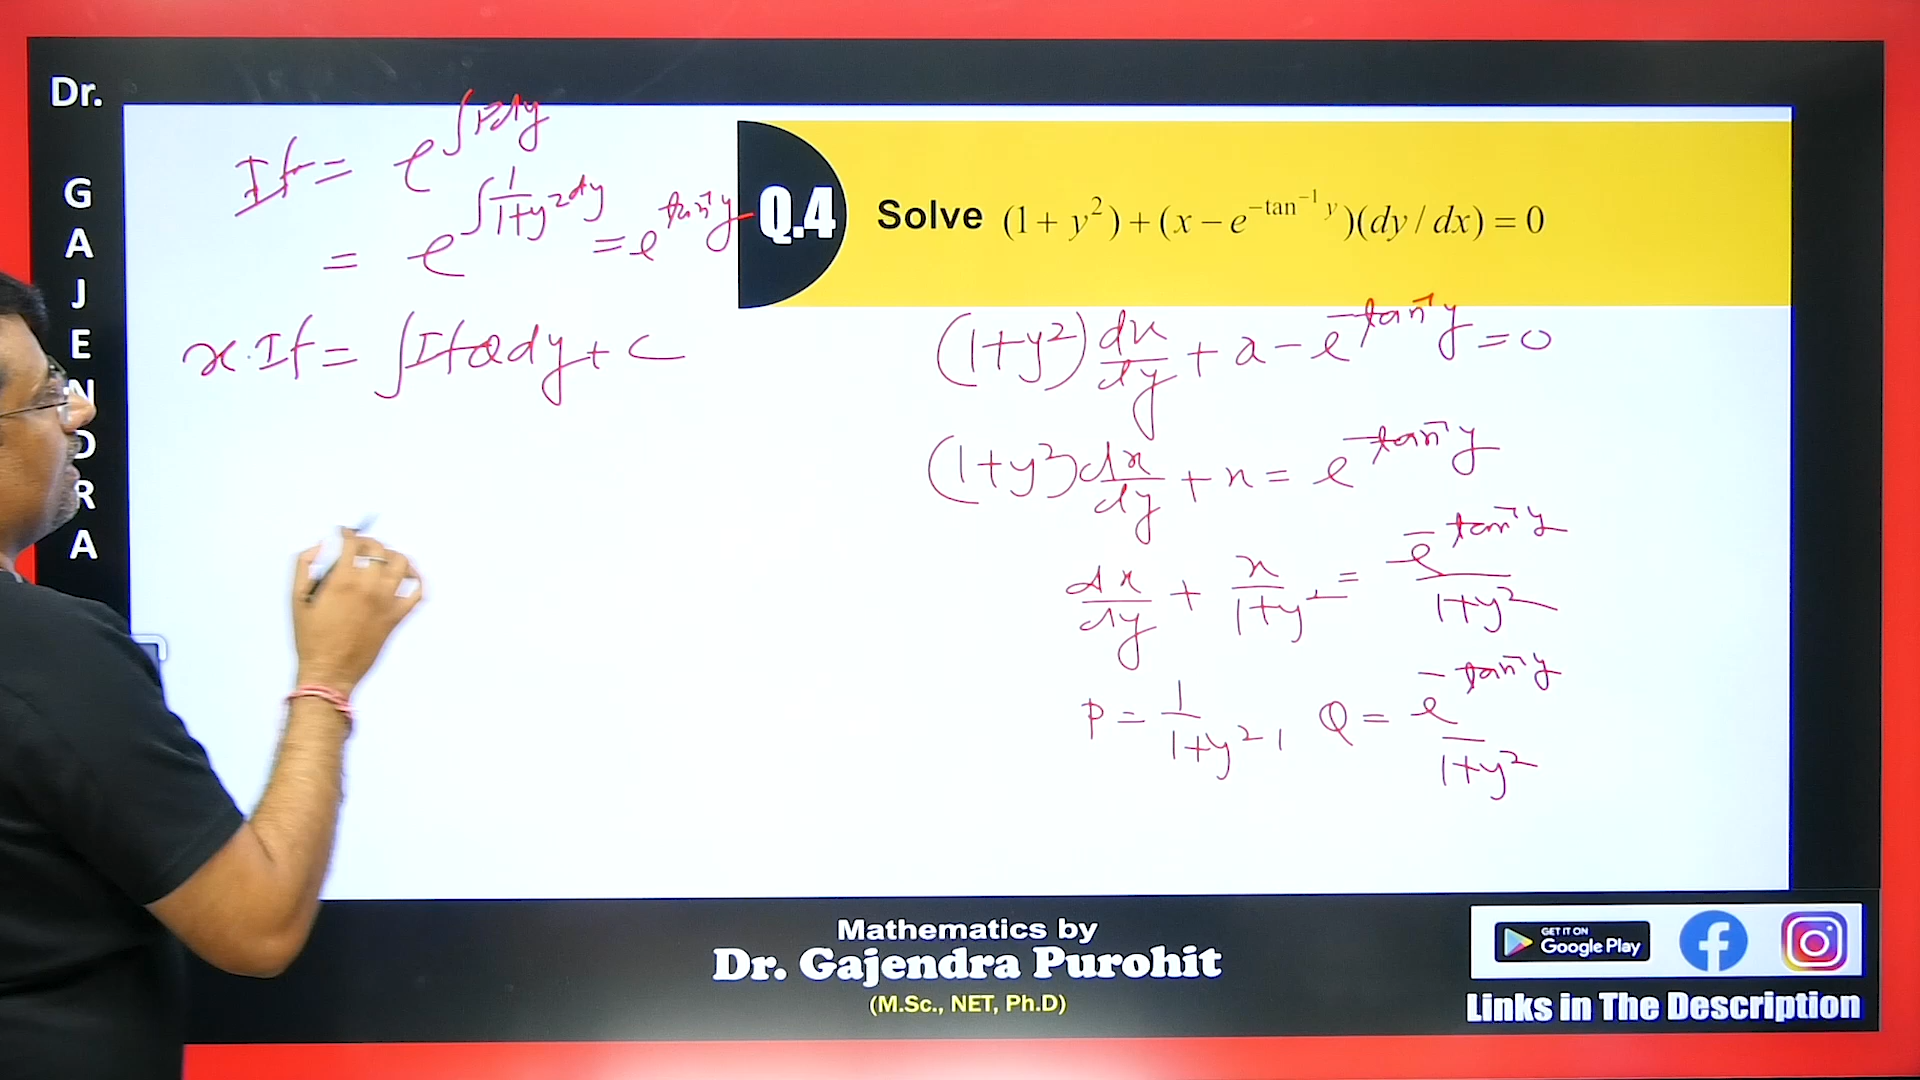 Dr.
GAJENDRA
If = e^∫Pdy
= e^∫1/(1+y²)dy = e^tan⁻¹y
x·If = ∫If Q dy + c
Q.4
Solve (1+ y²)+(x−e^−tan⁻¹ y)(dy / dx) = 0
(1+y²) dx/dy + x − e^−tan⁻¹y = 0
(1+y²) dx/dy + x = e^−tan⁻¹y
dx/dy + x/(1+y²) = e^−tan⁻¹y/(1+y²)
P = 1/(1+y²), Q = e^−tan⁻¹y/(1+y²)
Mathematics by
Dr. Gajendra Purohit
(M.Sc., NET, Ph.D)
GET IT ON
Google Play
Links in The Description